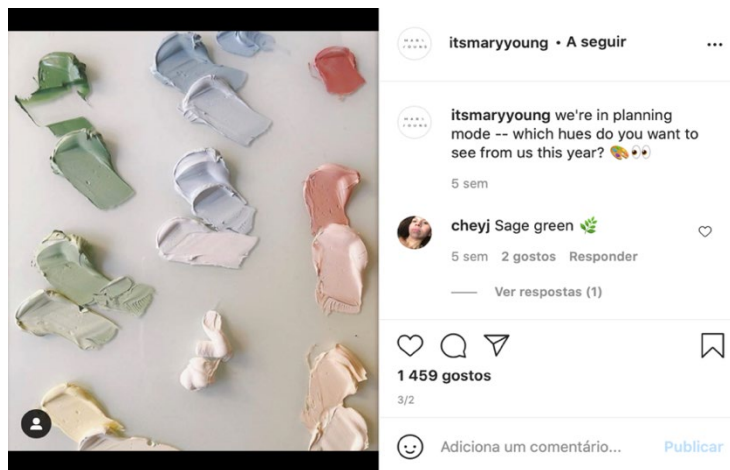 itsmaryyoung • A seguir
itsmaryyoung we're in planning
mode -- which hues do you want to
see from us this year? 🎨👀
5 sem
cheyj Sage green 🌿
5 sem 2 gostos Responder
Ver respostas (1)
1 459 gostos
3/2
Adiciona um comentário... Publicar